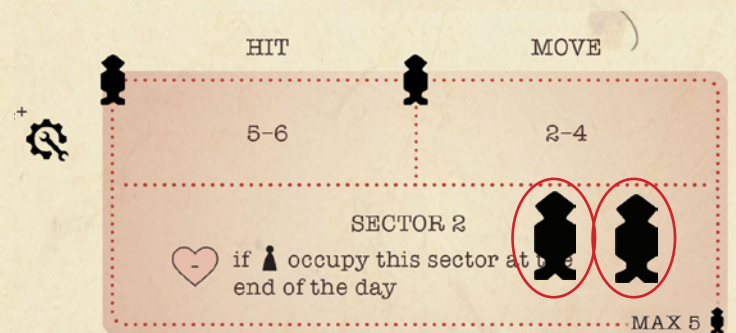 HIT
MOVE
+
5-6
2-4
SECTOR 2
- if occupy this sector at
end of the day
MAX 5